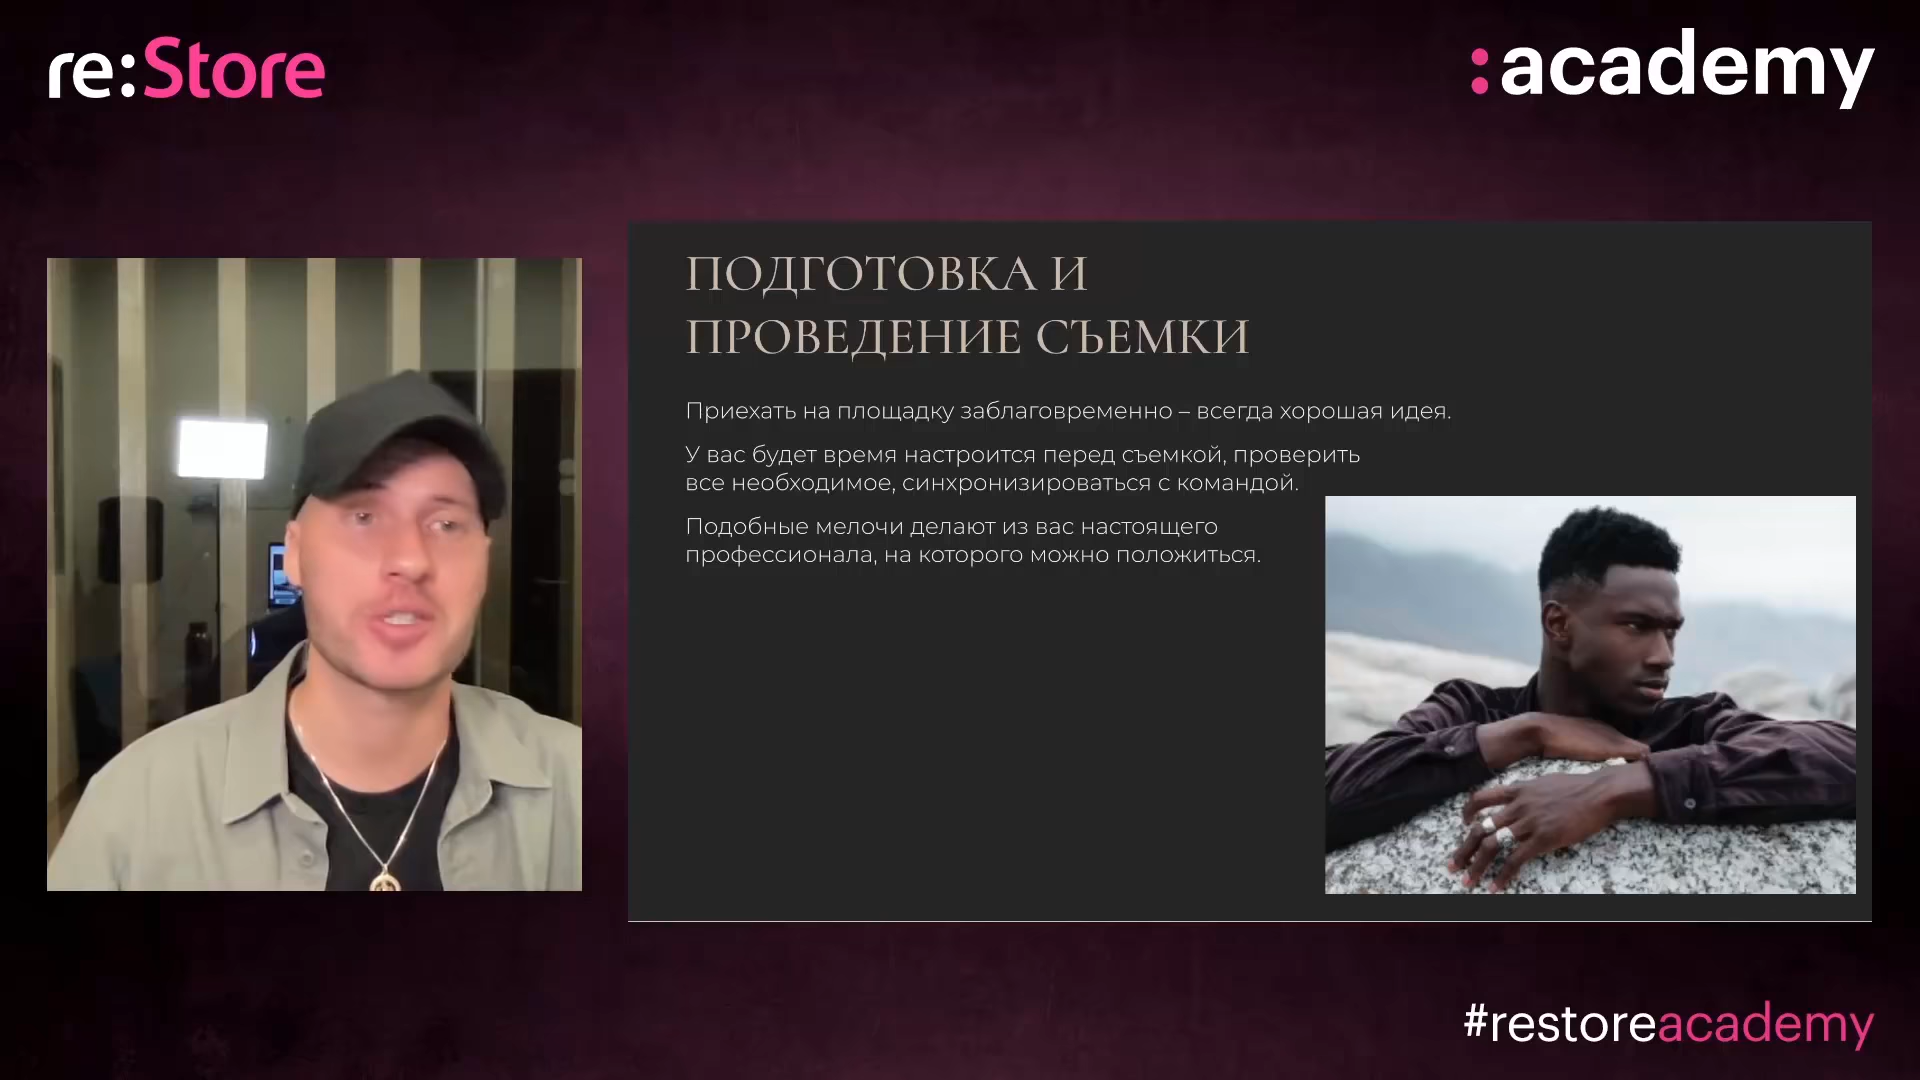 re:Store
:academy
ПОДГОТОВКА И
ПРОВЕДЕНИЕ СЪЕМКИ
Приехать на площадку заблаговременно – всегда хорошая идея.
У вас будет время настроится перед съемкой, проверить
все необходимое, синхронизироваться с командой.
Подобные мелочи делают из вас настоящего
профессионала, на которого можно положиться.
#restoreacademy